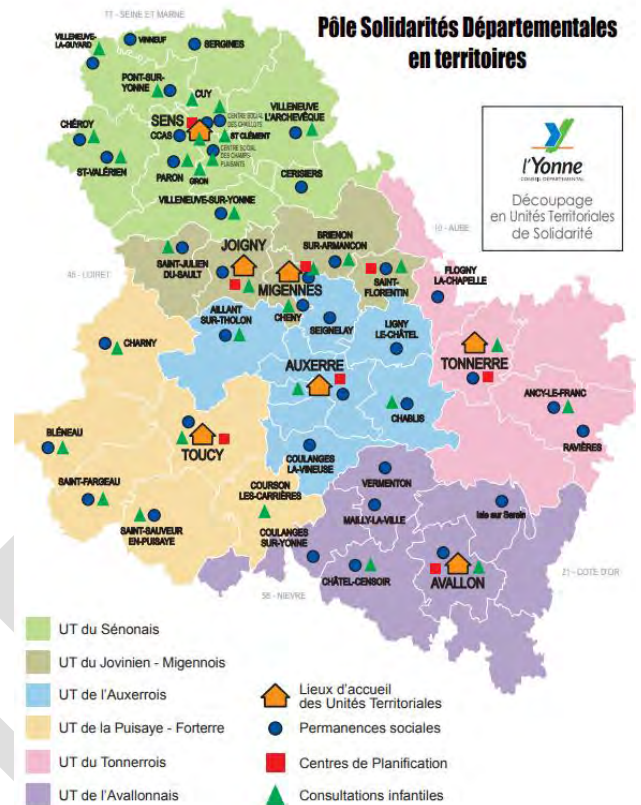 Pôle Solidarités Départementales
en territoires
77 - SEINE ET MARNE
VILLENEUVE-
LA-GUYARD
VINNEUF
SERGINES
PONT-SUR-
YONNE
CUY
SENS
CENTRE SOCIAL
DES CHAILLOTS
VILLENEUVE
L'ARCHEVÊQUE
CHÉROY
CCAS
ST CLÉMENT
CENTRE SOCIAL
DES CHAMPS-
PLAISANTS
ST-VALÉRIEN
PARON
GRON
CERISIERS
VILLENEUVE-SUR-YONNE
l'Yonne
CONSEIL DÉPARTEMENTAL
Découpage
en Unités Territoriales
de Solidarité
10 - AUBE
45 - LOIRET
JOIGNY
BRIENON
SUR-ARMANCON
SAINT-JULIEN
DU-SAULT
MIGENNES
SAINT-
FLORENTIN
FLOGNY
LA-CHAPELLE
AILLANT
SUR-THOLON
CHENY
SEIGNELAY
LIGNY
LE-CHÂTEL
CHARNY
AUXERRE
TONNERRE
CHABLIS
ANCY-LE-FRANC
RAVIÈRES
BLÉNEAU
TOUCY
COULANGES
LA-VINEUSE
SAINT-FARGEAU
SAINT-SAUVEUR
EN-PUISAYE
COURSON
LES-CARRIÈRES
VERMENTON
MAILLY-LA-VILLE
Isle sur Serein
COULANGES
SUR-YONNE
CHÂTEL-CENSOIR
AVALLON
21 - COTE D'OR
58 - NIEVRE
UT du Sénonais
UT du Jovinien - Migennois
UT de l'Auxerrois
UT de la Puisaye - Forterre
UT du Tonnerrois
UT de l'Avallonnais
Lieux d'accueil
des Unités Territoriales
Permanences sociales
Centres de Planification
Consultations infantiles